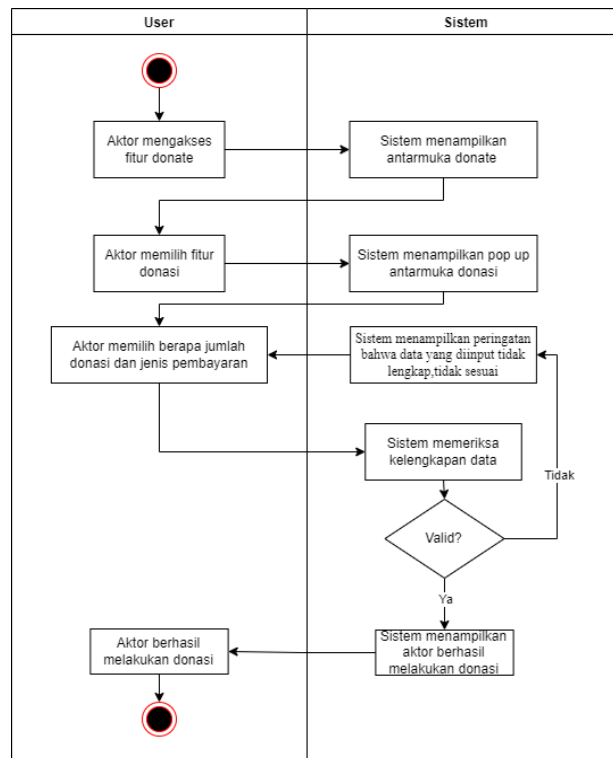 User
Sistem
Aktor mengakses
fitur donate
Sistem menampilkan
antarmuka donate
Aktor memilih fitur
donasi
Sistem menampilkan pop up
antarmuka donasi
Aktor memilih berapa jumlah
donasi dan jenis pembayaran
Sistem menampilkan peringatan
bahwa data yang diinput tidak
lengkap,tidak sesuai
Sistem memeriksa
kelengkapan data
Tidak
Valid?
Ya
Aktor berhasil
melakukan donasi
Sistem menampilkan
aktor berhasil
melakukan donasi